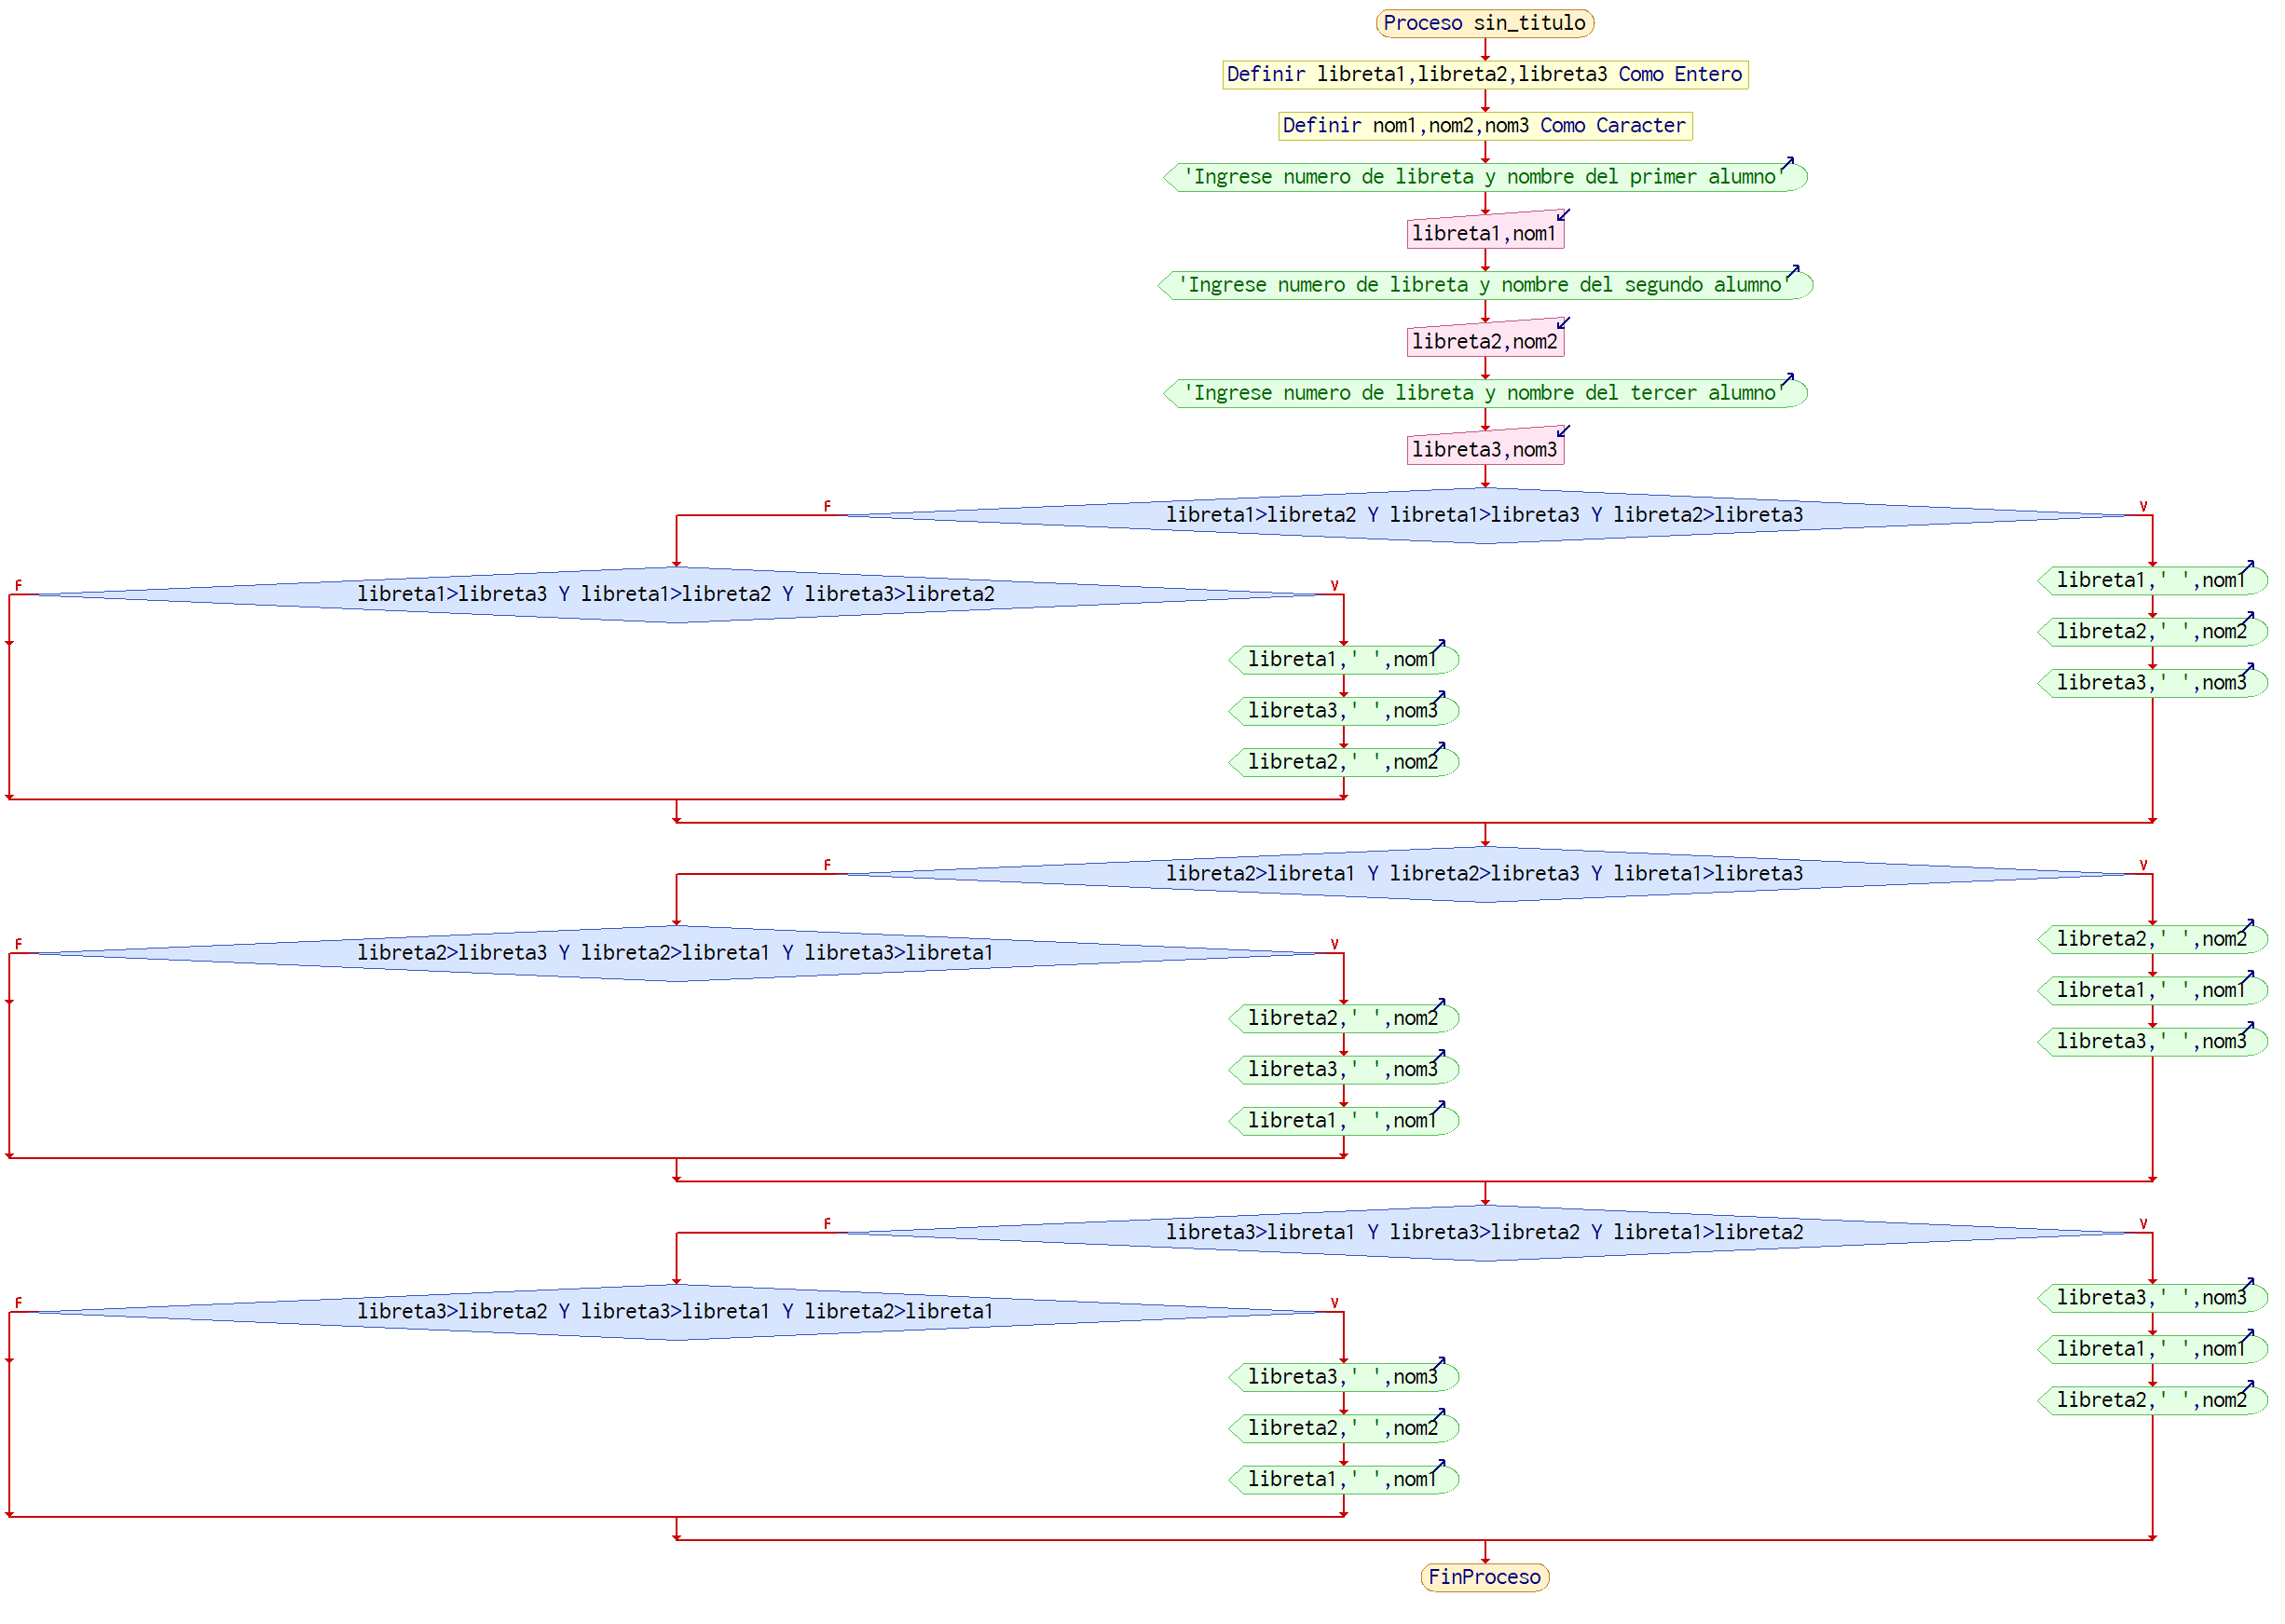 Proceso sin_titulo
Definir libreta1,libreta2,libreta3 Como Entero
Definir nom1,nom2,nom3 Como Caracter
'Ingrese numero de libreta y nombre del primer alumno'
libreta1,nom1
'Ingrese numero de libreta y nombre del segundo alumno'
libreta2,nom2
'Ingrese numero de libreta y nombre del tercer alumno'
libreta3,nom3
F
libreta1>libreta2 Y libreta1>libreta3 Y libreta2>libreta3
V
libreta1,' ',nom1
libreta2,' ',nom2
libreta3,' ',nom3
F
libreta1>libreta3 Y libreta1>libreta2 Y libreta3>libreta2
V
libreta1,' ',nom1
libreta3,' ',nom3
libreta2,' ',nom2
F
libreta2>libreta1 Y libreta2>libreta3 Y libreta1>libreta3
V
libreta2,' ',nom2
libreta1,' ',nom1
libreta3,' ',nom3
F
libreta2>libreta3 Y libreta2>libreta1 Y libreta3>libreta1
V
libreta2,' ',nom2
libreta3,' ',nom3
libreta1,' ',nom1
F
libreta3>libreta1 Y libreta3>libreta2 Y libreta1>libreta2
V
libreta3,' ',nom3
libreta1,' ',nom1
libreta2,' ',nom2
F
libreta3>libreta2 Y libreta3>libreta1 Y libreta2>libreta1
V
libreta3,' ',nom3
libreta2,' ',nom2
libreta1,' ',nom1
FinProceso